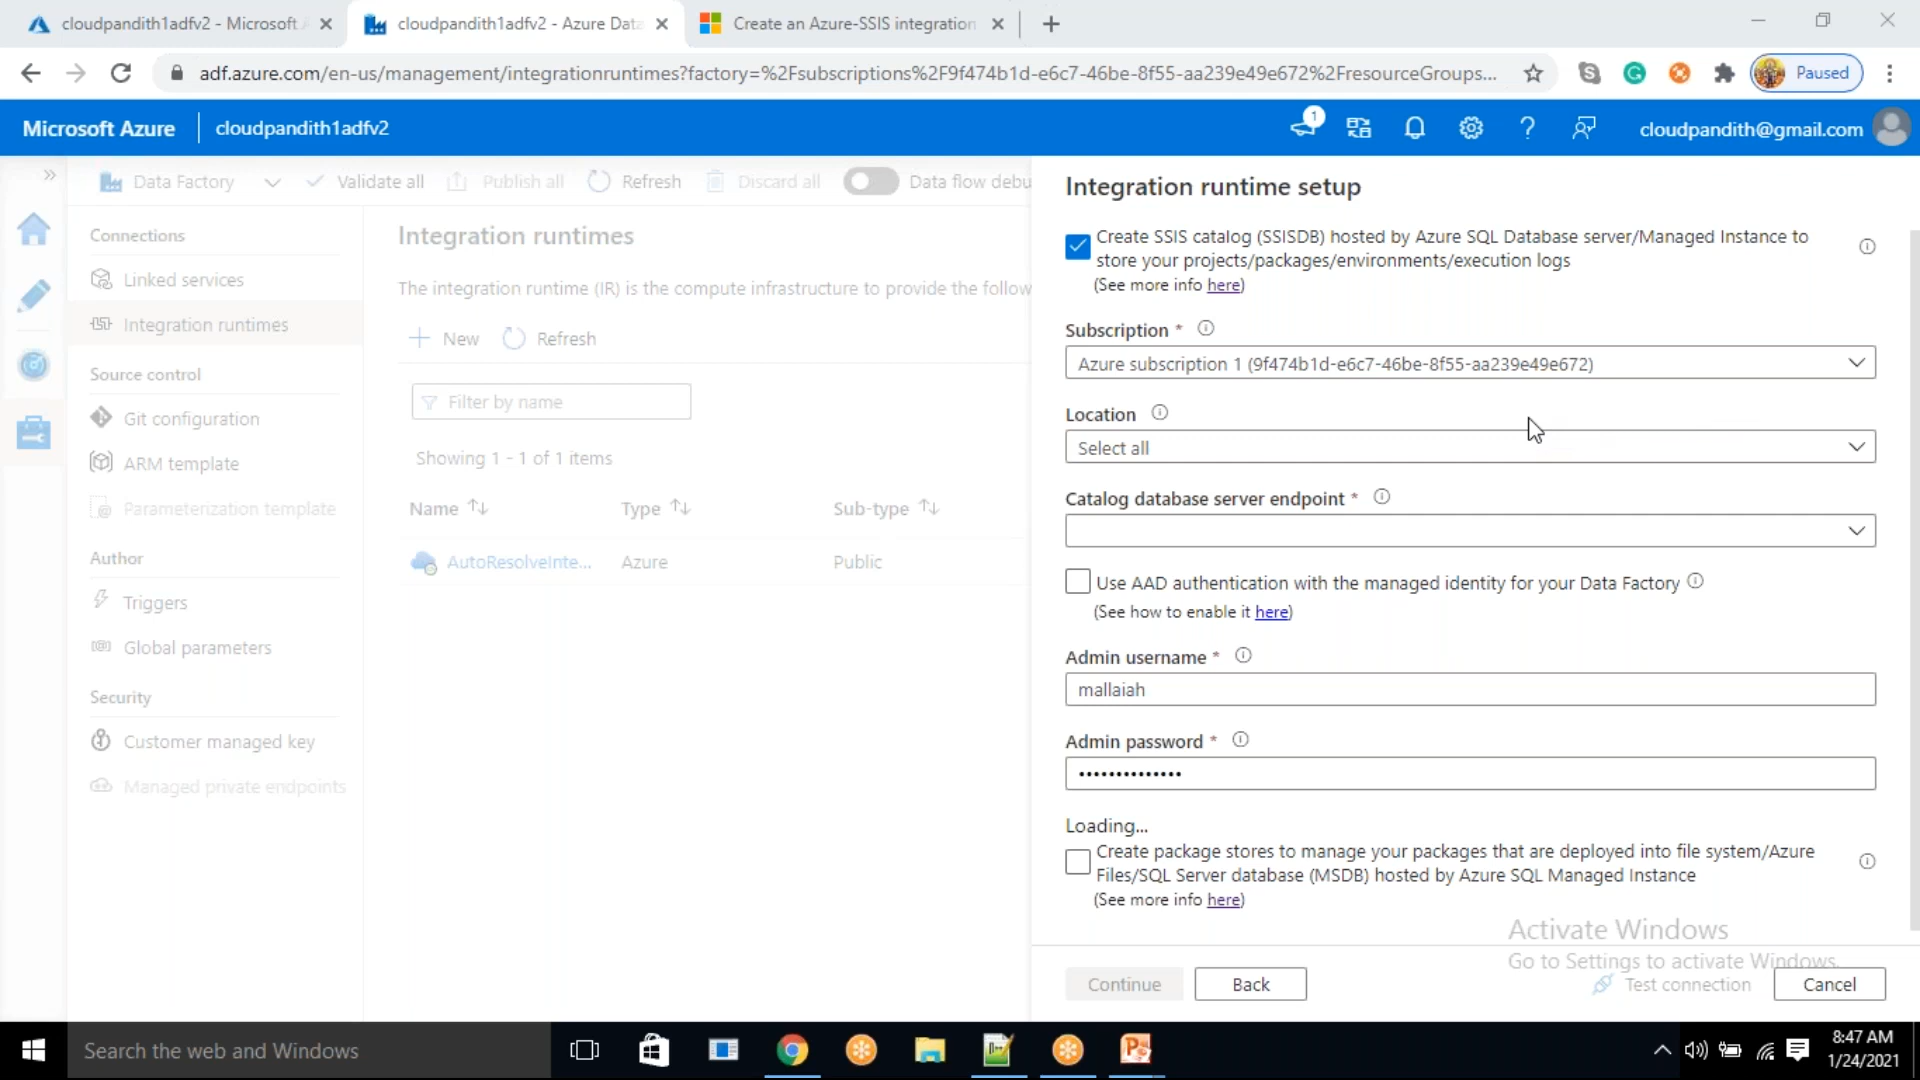 cloudpandith1adfv2 - Microsoft A
cloudpandith1adfv2 - Azure Data
Create an Azure-SSIS integration
adf.azure.com/en-us/management/integrationruntimes?factory=%2Fsubscriptions%2F9f474b1d-e6c7-46be-8f55-aa239e49e672%2FresourceGroups...
Paused
Microsoft Azure
cloudpandith1adfv2
1
cloudpandith@gmail.com
Data Factory
Validate all
Publish all
Refresh
Discard all
Data flow debu
Connections
Linked services
Integration runtimes
Source control
Git configuration
ARM template
Parameterization template
Author
Triggers
Global parameters
Security
Customer managed key
Managed private endpoints
Integration runtimes
The integration runtime (IR) is the compute infrastructure to provide the follow
New
Refresh
Filter by name
Showing 1 - 1 of 1 items
Name
Type
Sub-type
AutoResolveInte...
Azure
Public
Integration runtime setup
Create SSIS catalog (SSISDB) hosted by Azure SQL Database server/Managed Instance to
store your projects/packages/environments/execution logs
(See more info here)
Subscription *
Azure subscription 1 (9f474b1d-e6c7-46be-8f55-aa239e49e672)
Location
Select all
Catalog database server endpoint *
Use AAD authentication with the managed identity for your Data Factory
(See how to enable it here)
Admin username *
mallaiah
Admin password *
••••••••••••••
Loading...
Create package stores to manage your packages that are deployed into file system/Azure
Files/SQL Server database (MSDB) hosted by Azure SQL Managed Instance
(See more info here)
Activate Windows
Go to Settings to activate Windows.
Continue
Back
Test connection
Cancel
Search the web and Windows
8:47 AM
1/24/2021